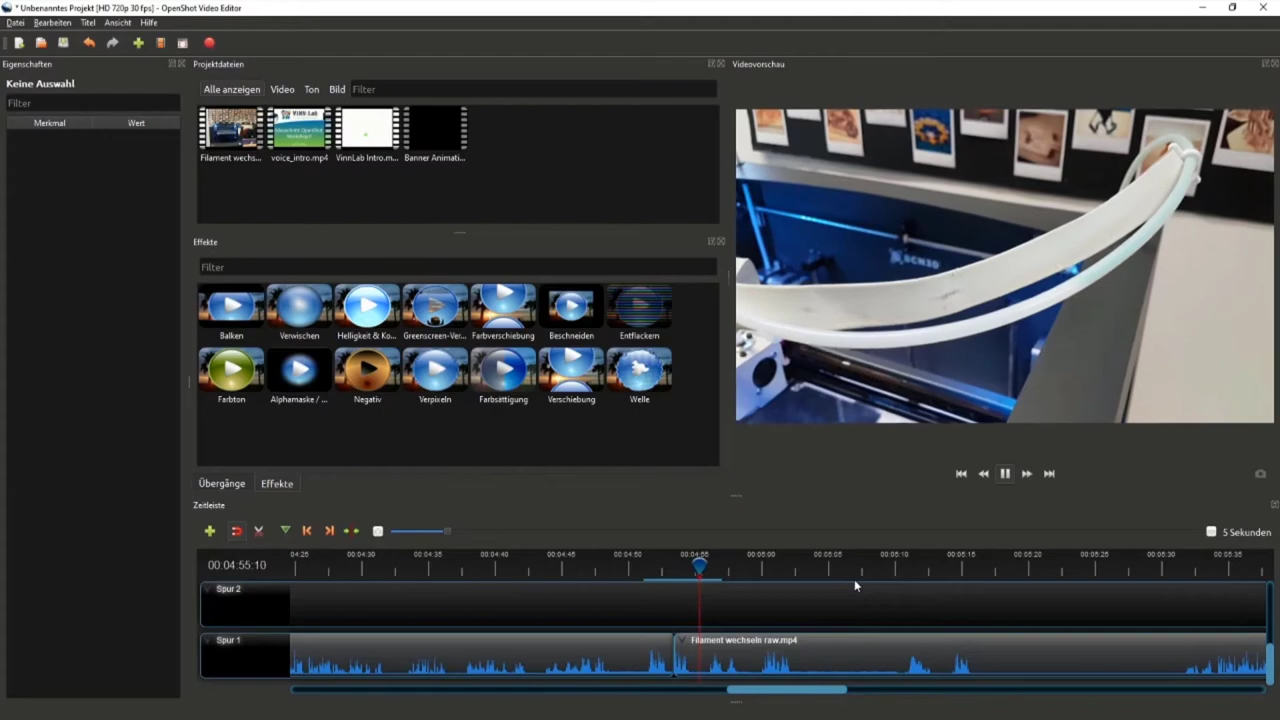 * Unbenanntes Projekt [HD 720p 30 fps] - OpenShot Video Editor
Datei Bearbeiten Titel Ansicht Hilfe
Eigenschaften
Keine Auswahl
Filter
Merkmal Wert
Projektdateien
Alle anzeigen Video Ton Bild Filter
VINN Lab
Filament wechs... voice_intro.mp4 VinnLab Intro.m... Banner Animati...
Effekte
Filter
Balken Verwischen Helligkeit & Ko... Greenscreen-Ver... Farbverschiebung Beschneiden Entflackern
Farbton Alphamaske / ... Negativ Verpixeln Farbsättigung Verschiebung Welle
Übergänge Effekte
Videovorschau
BCN3D
Zeitleiste
5 Sekunden
00:04:55:10
04:25 00:04:30 00:04:35 00:04:40 00:04:45 00:04:50 00:04:55 00:05:00 00:05:05 00:05:10 00:05:15 00:05:20 00:05:25 00:05:30 00:05:35
Spur 2
Spur 1
Filament wechseln raw.mp4